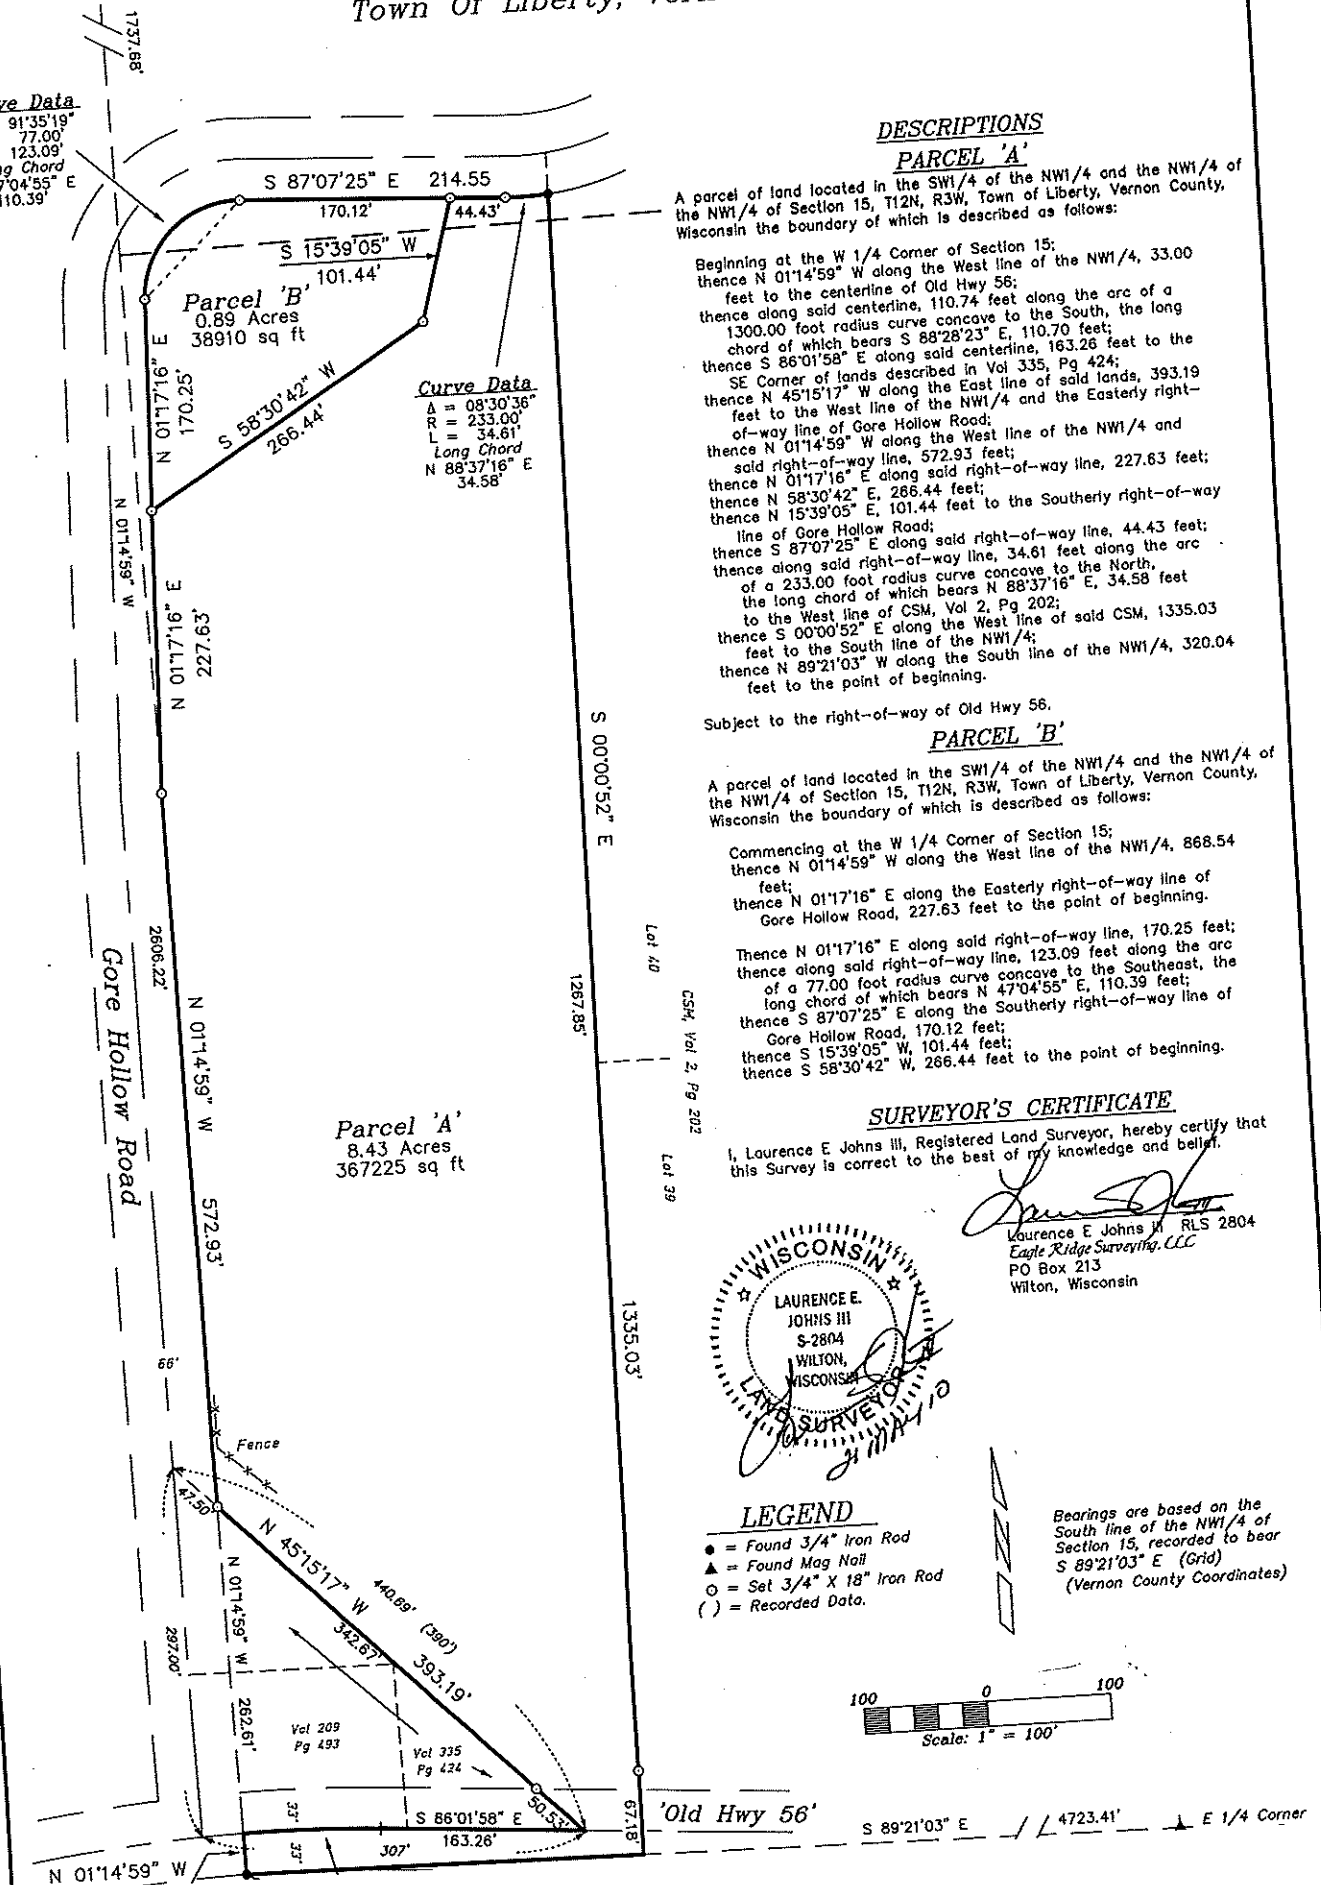 Town Of Liberty,
1737.68'
ve Data
91°35'19"
77.00'
123.09'
ng Chord
7°04'55" E
110.39'
S 87°07'25" E 214.55
170.12'
44.43'
S 15°39'05" W
101.44'
Parcel 'B'
0.89 Acres
38910 sq ft
N 01°17'16" E
170.25'
S 58°30'42" W
266.44'
Curve Data
Δ = 08°30'36"
R = 233.00'
L = 34.61'
Long Chord
N 88°37'16" E
34.58'
N 01°14'59" W
N 01°17'16" E
227.63'
S 00°00'52" E
2606.22'
Gore Hollow Road
N 01°14'59" W
572.93'
Lot 40
1267.85'
CSM, Vol 2, Pg 202
Lot 39
Parcel 'A'
8.43 Acres
367225 sq ft
1335.03'
66'
Fence
47.50'
N 45°15'17" W
440.69' (390')
342.67'
393.19'
N 01°14'59" W
297.00'
262.61'
Vol 209
Pg 493
Vol 335
Pg 424
50.53'
67.18'
33'
S 86°01'58" E
163.26'
33'
307'
'Old Hwy 56'
S 89°21'03" E 4723.41' E 1/4 Corner
N 01°14'59" W
DESCRIPTIONS
PARCEL 'A'
A parcel of land located in the SW1/4 of the NW1/4 and the NW1/4 of
the NW1/4 of Section 15, T12N, R3W, Town of Liberty, Vernon County,
Wisconsin the boundary of which is described as follows:
Beginning at the W 1/4 Corner of Section 15;
thence N 01°14'59" W along the West line of the NW1/4, 33.00
feet to the centerline of Old Hwy 56;
thence along said centerline, 110.74 feet along the arc of a
1300.00 foot radius curve concave to the South, the long
chord of which bears S 88°28'23" E, 110.70 feet;
thence S 86°01'58" E along said centerline, 163.26 feet to the
SE Corner of lands described in Vol 335, Pg 424;
thence N 45°15'17" W along the East line of said lands, 393.19
feet to the West line of the NW1/4 and the Easterly right-
of-way line of Gore Hollow Road;
thence N 01°14'59" W along the West line of the NW1/4 and
said right-of-way line, 572.93 feet;
thence N 01°17'16" E along said right-of-way line, 227.63 feet;
thence N 58°30'42" E, 266.44 feet;
thence N 15°39'05" E, 101.44 feet to the Southerly right-of-way
line of Gore Hollow Road;
thence S 87°07'25" E along said right-of-way line, 44.43 feet;
thence along said right-of-way line, 34.61 feet along the arc
of a 233.00 foot radius curve concave to the North,
the long chord of which bears N 88°37'16" E, 34.58 feet
to the West line of CSM, Vol 2, Pg 202;
thence S 00°00'52" E along the West line of said CSM, 1335.03
feet to the South line of the NW1/4;
thence N 89°21'03" W along the South line of the NW1/4, 320.04
feet to the point of beginning.
Subject to the right-of-way of Old Hwy 56.
PARCEL 'B'
A parcel of land located in the SW1/4 of the NW1/4 and the NW1/4 of
the NW1/4 of Section 15, T12N, R3W, Town of Liberty, Vernon County,
Wisconsin the boundary of which is described as follows:
Commencing at the W 1/4 Corner of Section 15;
thence N 01°14'59" W along the West line of the NW1/4, 868.54
feet;
thence N 01°17'16" E along the Easterly right-of-way line of
Gore Hollow Road, 227.63 feet to the point of beginning.
Thence N 01°17'16" E along said right-of-way line, 170.25 feet;
thence along said right-of-way line, 123.09 feet along the arc
of a 77.00 foot radius curve concave to the Southeast, the
long chord of which bears N 47°04'55" E, 110.39 feet;
thence S 87°07'25" E along the Southerly right-of-way line of
Gore Hollow Road, 170.12 feet;
thence S 15°39'05" W, 101.44 feet;
thence S 58°30'42" W, 266.44 feet to the point of beginning.
SURVEYOR'S CERTIFICATE
I, Laurence E Johns III, Registered Land Surveyor, hereby certify that
this Survey is correct to the best of my knowledge and belief.
Laurence E Johns III RLS 2804
Eagle Ridge Surveying, LLC
PO Box 213
Wilton, Wisconsin
WISCONSIN
LAURENCE E.
JOHNS III
S-2804
WILTON,
WISCONSIN
LAND SURVEYOR
21 MAY 10
LEGEND
● = Found 3/4" Iron Rod
▲ = Found Mag Nail
○ = Set 3/4" X 18" Iron Rod
( ) = Recorded Data.
N
Bearings are based on the
South line of the NW1/4 of
Section 15, recorded to bear
S 89°21'03" E (Grid)
(Vernon County Coordinates)
100 0 100
Scale: 1" = 100'